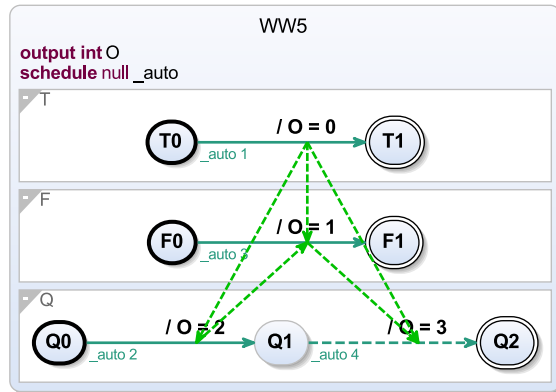 WW5
output int O
schedule null _auto
- T
/ O = 0
T0 T1
_auto 1
- F
/ O = 1
F0 F1
_auto 3
- Q
/ O = 2 / O = 3
Q0 Q1 Q2
_auto 2 _auto 4